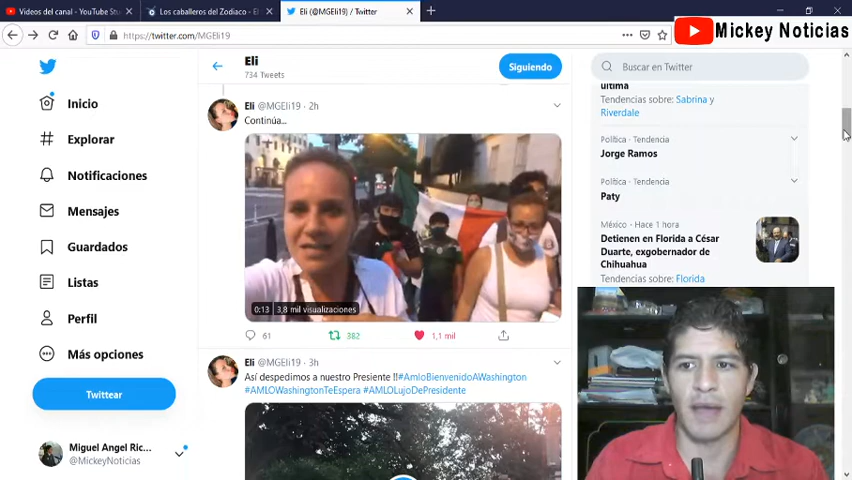 Videos del canal - YouTube Stu
Los caballeros del Zodiaco - E
Eli (@MGEli19) / Twitter
https://twitter.com/MGEli19
Mickey Noticias
Eli
734 Tweets
Siguiendo
Buscar en Twitter
Inicio
Explorar
Notificaciones
Mensajes
Guardados
Listas
Perfil
Más opciones
Twittear
Miguel Angel Ric...
@MickeyNoticias
Eli @MGEli19 · 2h
Continúa...
0:13 3,8 mil visualizaciones
61 382 1,1 mil
Eli @MGEli19 · 3h
Así despedimos a nuestro Presiente !!#AmloBienvenidoAWashington
#AMLOWashingtonTeEspera #AMLOLujoDePresidente
última
Tendencias sobre: Sabrina y
Riverdale
Política · Tendencia
Jorge Ramos
Política · Tendencia
Paty
México · Hace 1 hora
Detienen en Florida a César
Duarte, exgobernador de
Chihuahua
Tendencias sobre: Florida